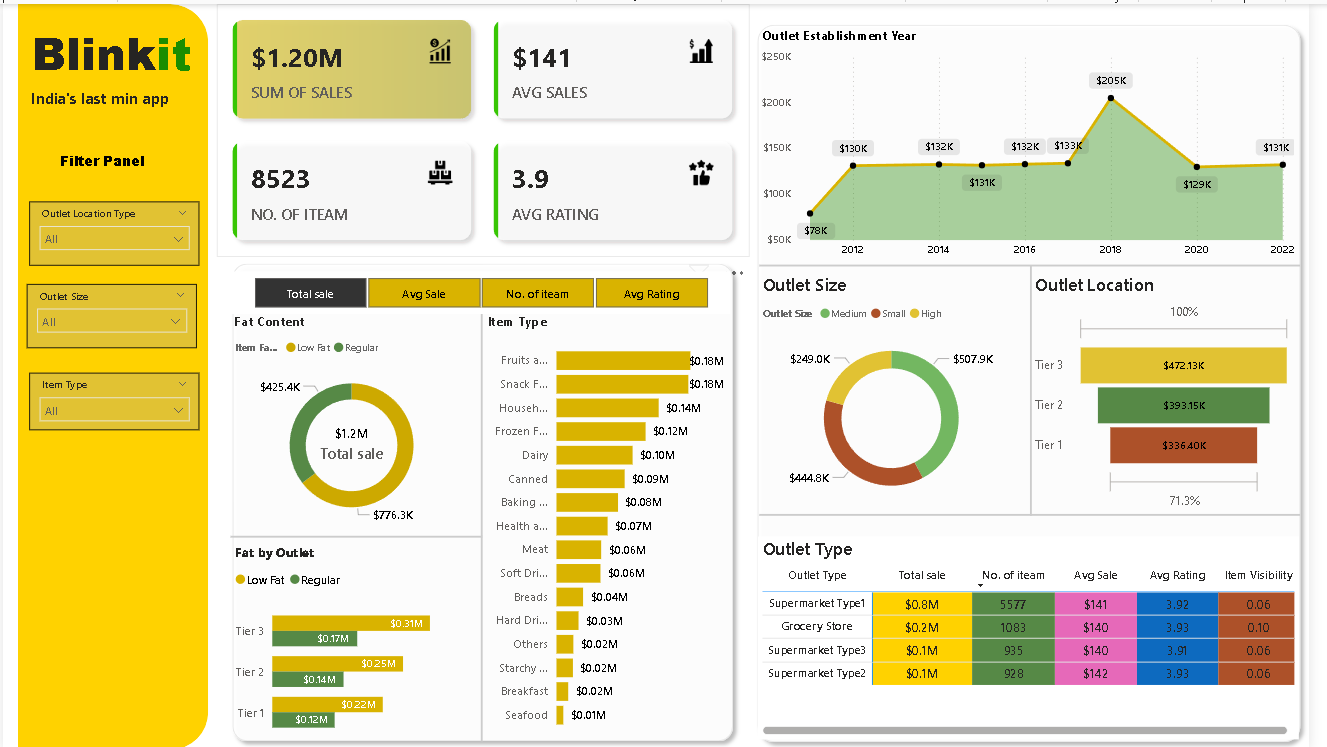 Blinkit
India's last min app
Filter Panel
Outlet Location Type
All
Outlet Size
All
Item Type
All
$1.20M
SUM OF SALES
$141
AVG SALES
8523
NO. OF ITEAM
3.9
AVG RATING
Total sale
Avg Sale
No. of iteam
Avg Rating
Fat Content
Item Fa... Low Fat Regular
$425.4K
$1.2M
Total sale
$776.3K
Fat by Outlet
Low Fat Regular
Tier 3 $0.31M
$0.17M
Tier 2 $0.25M
$0.14M
Tier 1 $0.22M
$0.12M
Item Type
Fruits a... $0.18M
Snack F... $0.18M
Househ... $0.14M
Frozen F... $0.12M
Dairy $0.10M
Canned $0.09M
Baking ... $0.08M
Health a... $0.07M
Meat $0.06M
Soft Dri... $0.06M
Breads $0.04M
Hard Dri... $0.03M
Others $0.02M
Starchy ... $0.02M
Breakfast $0.02M
Seafood $0.01M
Outlet Establishment Year
$250K
$200K
$150K
$100K
$50K
$78K
$130K
$132K
$131K
$132K
$133K
$205K
$129K
$131K
2012 2014 2016 2018 2020 2022
Outlet Size
Outlet Size Medium Small High
$249.0K
$507.9K
$444.8K
Outlet Location
100%
Tier 3 $472.13K
Tier 2 $393.15K
Tier 1 $336.40K
71.3%
Outlet Type
Outlet Type Total sale No. of iteam Avg Sale Avg Rating Item Visibility
Supermarket Type1 $0.8M 5577 $141 3.92 0.06
Grocery Store $0.2M 1083 $140 3.93 0.10
Supermarket Type3 $0.1M 935 $140 3.91 0.06
Supermarket Type2 $0.1M 928 $142 3.93 0.06